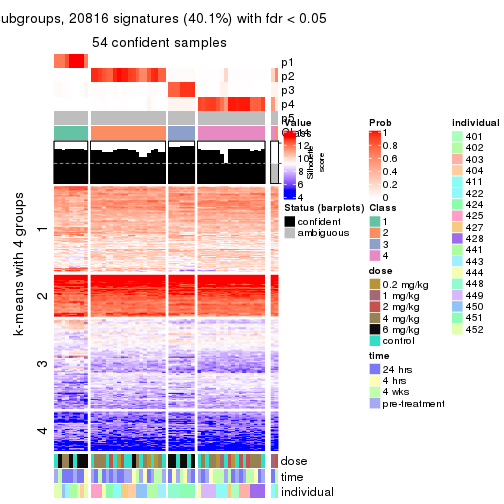 ubgroups, 20816 signatures (40.1%) with fdr < 0.05
54 confident samples
p1
p2
p3
p4
p5
Class
Silhouette
score
k-means with 4 groups
1
2
3
4
dose
time
individual
Value
14
12
10
8
6
4
Status (barplots)
confident
ambiguous
Prob
1
0.8
0.6
0.4
0.2
0
Class
1
2
3
4
dose
0.2 mg/kg
1 mg/kg
2 mg/kg
4 mg/kg
6 mg/kg
control
time
24 hrs
4 hrs
4 wks
pre-treatment
individual
401
402
403
404
411
422
424
425
427
428
441
443
444
448
449
450
451
452